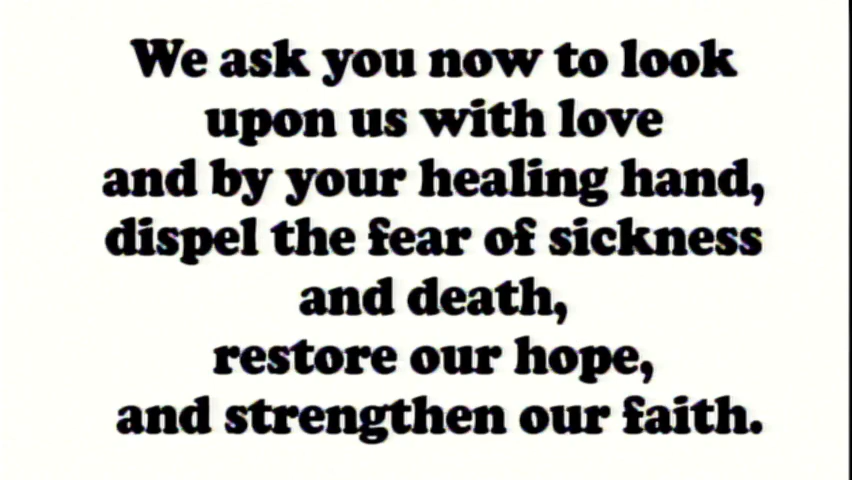 We ask you now to look
upon us with love
and by your healing hand,
dispel the fear of sickness
and death,
restore our hope,
and strengthen our faith.